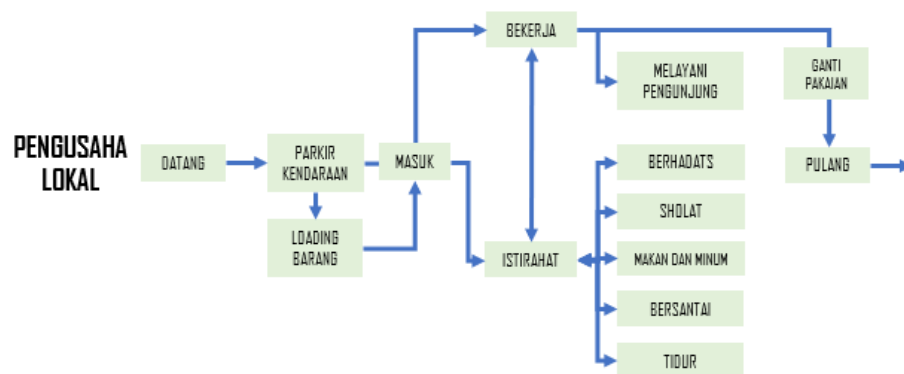 PENGUSAHA
LOKAL
DATANG
PARKIR
KENDARAAN
LOADING
BARANG
MASUK
BEKERJA
MELAYANI
PENGUNJUNG
ISTIRAHAT
BERHADATS
SHOLAT
MAKAN DAN MINUM
BERSANTAI
TIDUR
GANTI
PAKAIAN
PULANG